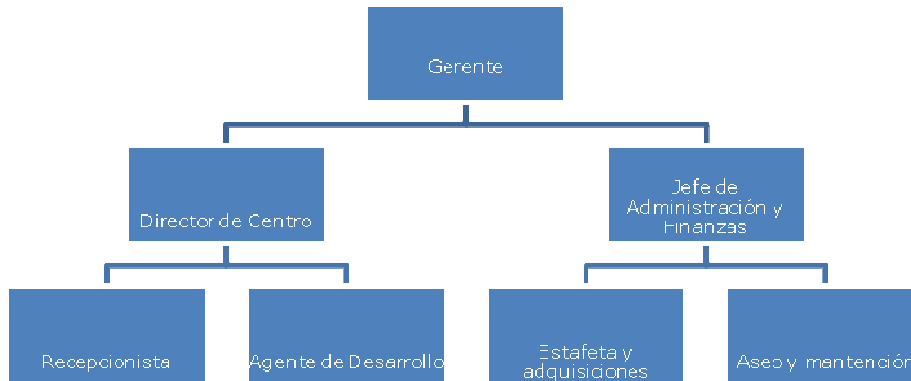 Gerente
Director de Centro
Jefe de
Administración y
Finanzas
Recepcionista
Agente de Desarrollo
Estafeta y
adquisiciones
Aseo y mantención